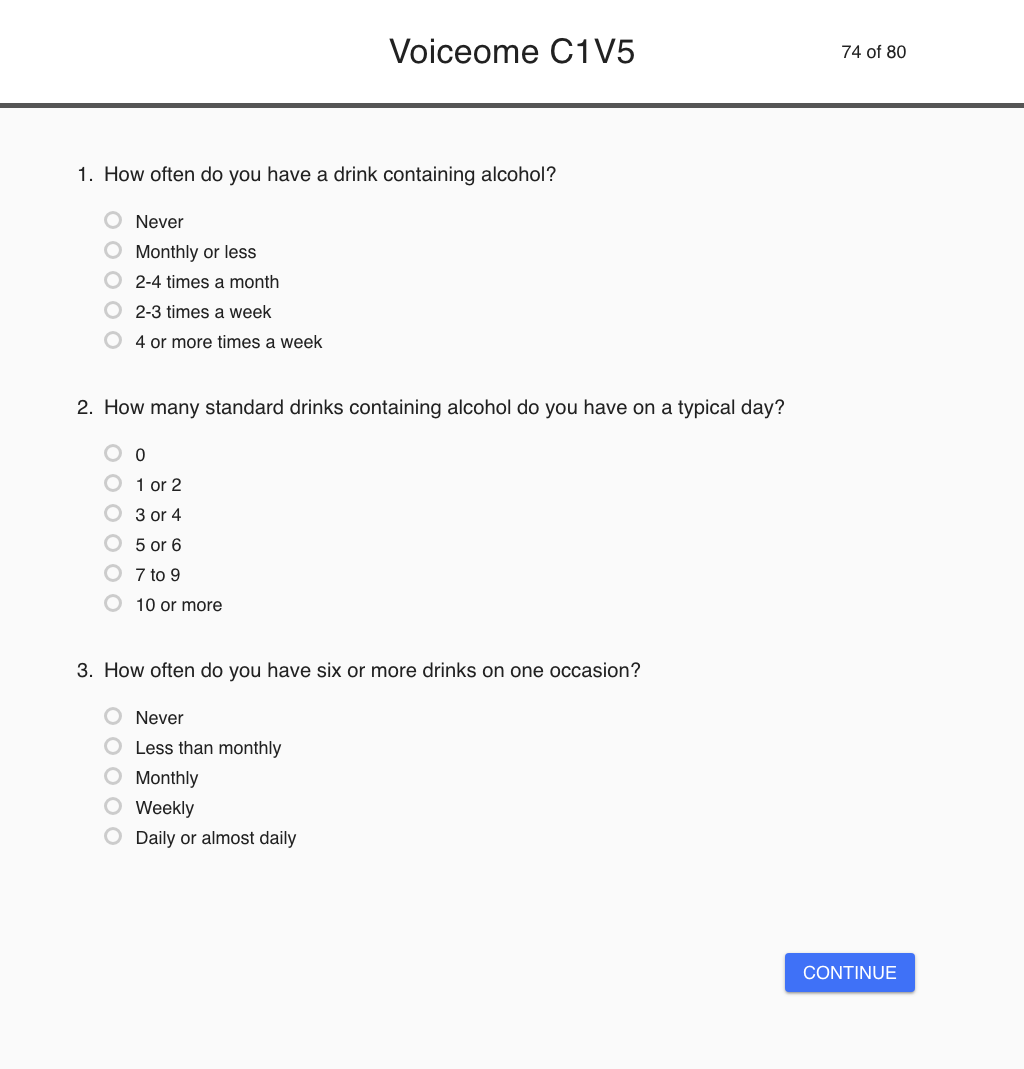 Voiceome C1V5
74 of 80
1. How often do you have a drink containing alcohol?
Never
Monthly or less
2-4 times a month
2-3 times a week
4 or more times a week
2. How many standard drinks containing alcohol do you have on a typical day?
0
1 or 2
3 or 4
5 or 6
7 to 9
10 or more
3. How often do you have six or more drinks on one occasion?
Never
Less than monthly
Monthly
Weekly
Daily or almost daily
CONTINUE